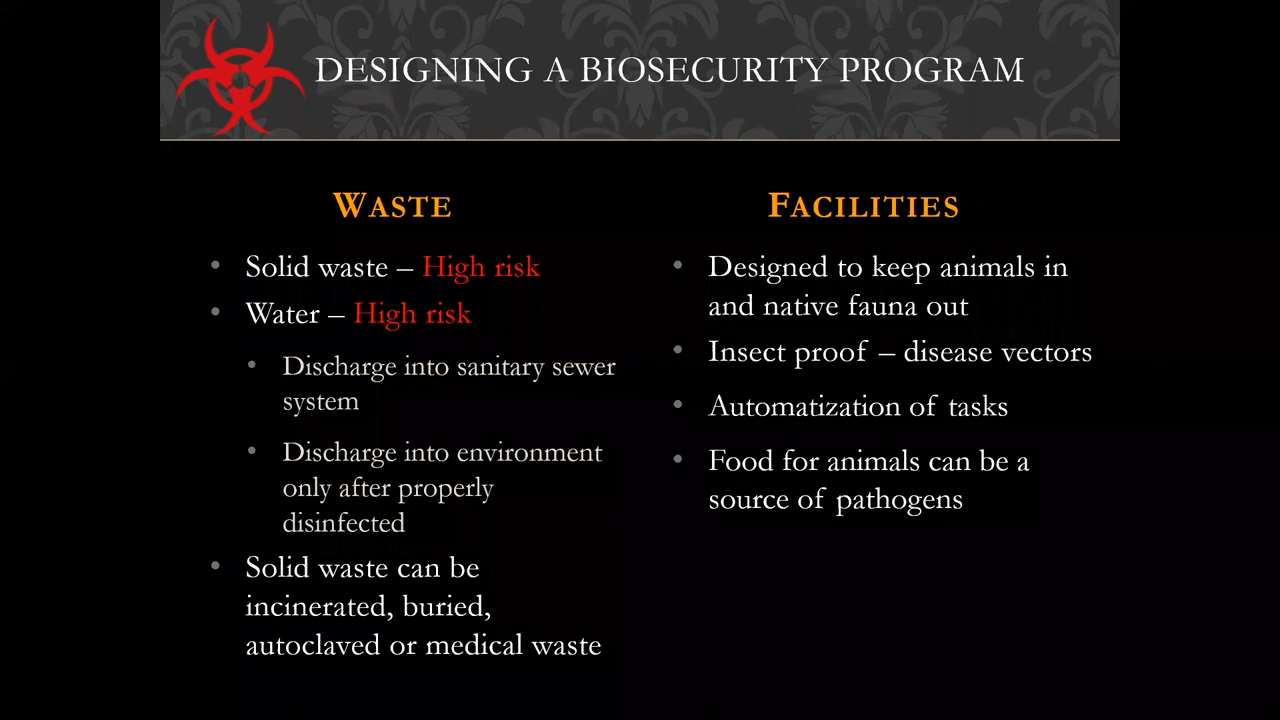 DESIGNING A BIOSECURITY PROGRAM
WASTE
• Solid waste – High risk
• Water – High risk
• Discharge into sanitary sewer
system
• Discharge into environment
only after properly
disinfected
• Solid waste can be
incinerated, buried,
autoclaved or medical waste
FACILITIES
• Designed to keep animals in
and native fauna out
• Insect proof – disease vectors
• Automatization of tasks
• Food for animals can be a
source of pathogens